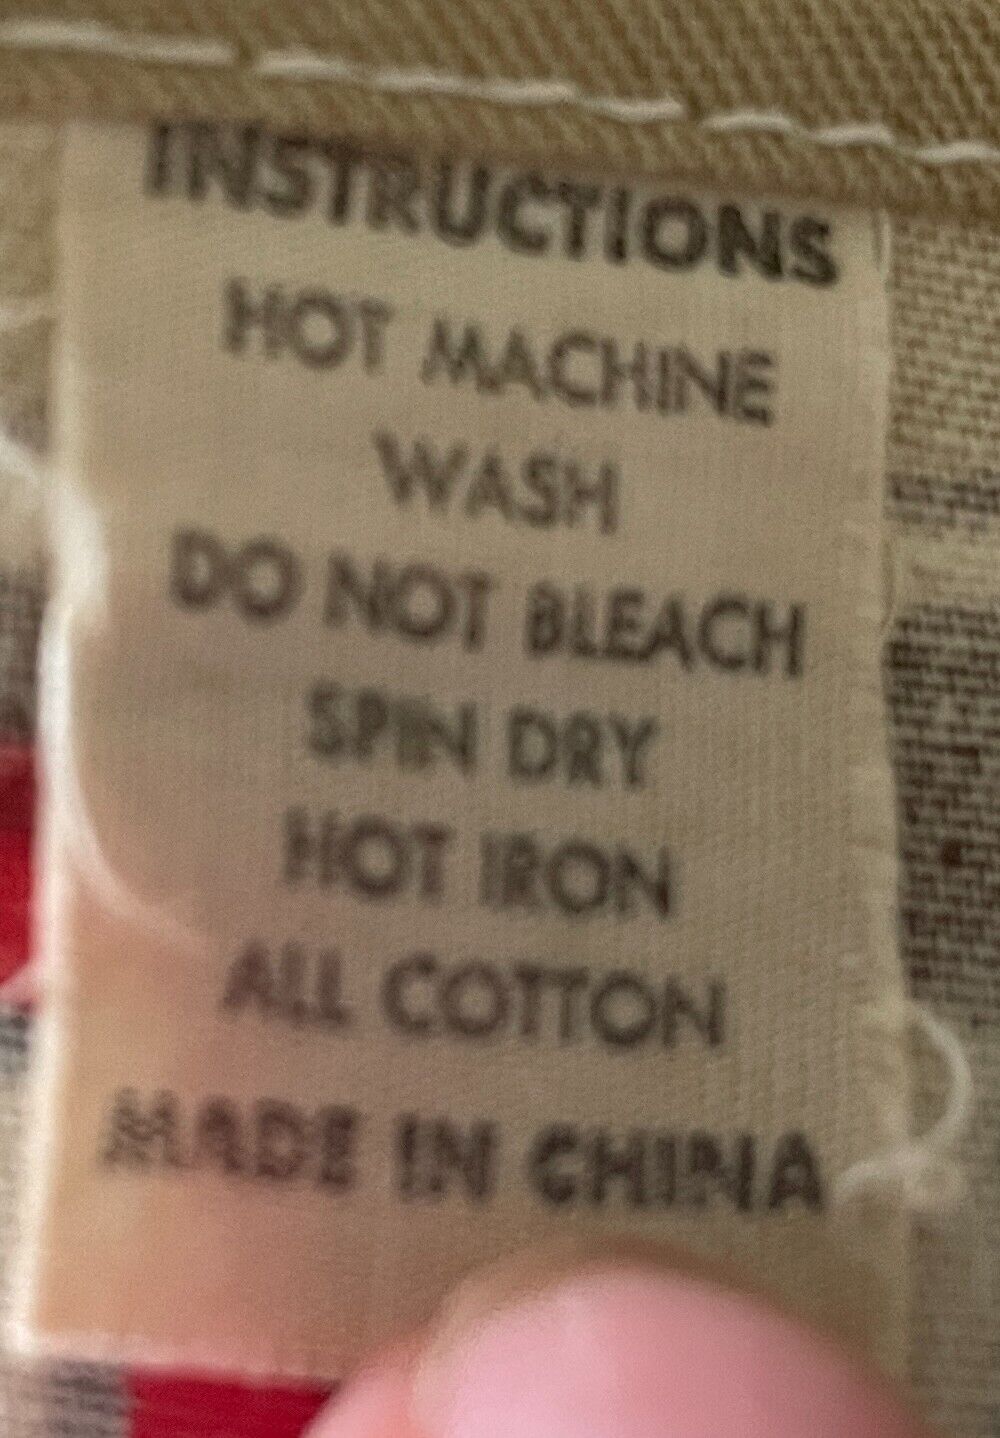 INSTRUCTIONS
HOT MACHINE
WASH
DO NOT BLEACH
SPIN DRY
HOT IRON
ALL COTTON
MADE IN CHINA